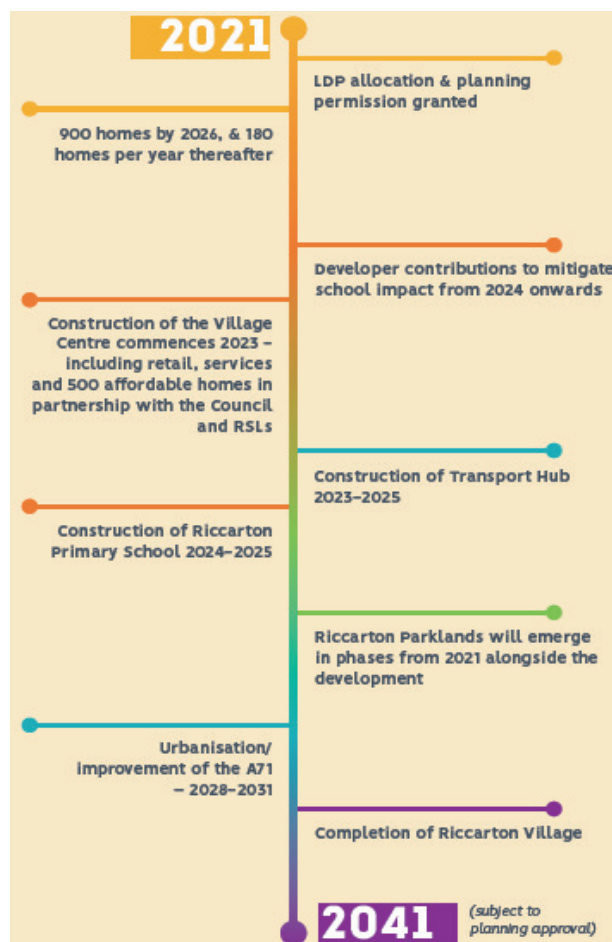 2021
LDP allocation & planning
permission granted
900 homes by 2026, & 180
homes per year thereafter
Developer contributions to mitigate
school impact from 2024 onwards
Construction of the Village
Centre commences 2023 –
including retail, services
and 500 affordable homes in
partnership with the Council
and RSLs
Construction of Transport Hub
2023–2025
Construction of Riccarton
Primary School 2024–2025
Riccarton Parklands will emerge
in phases from 2021 alongside the
development
Urbanisation/
improvement of the A71
– 2028–2031
Completion of Riccarton Village
2041
(subject to
planning approval)